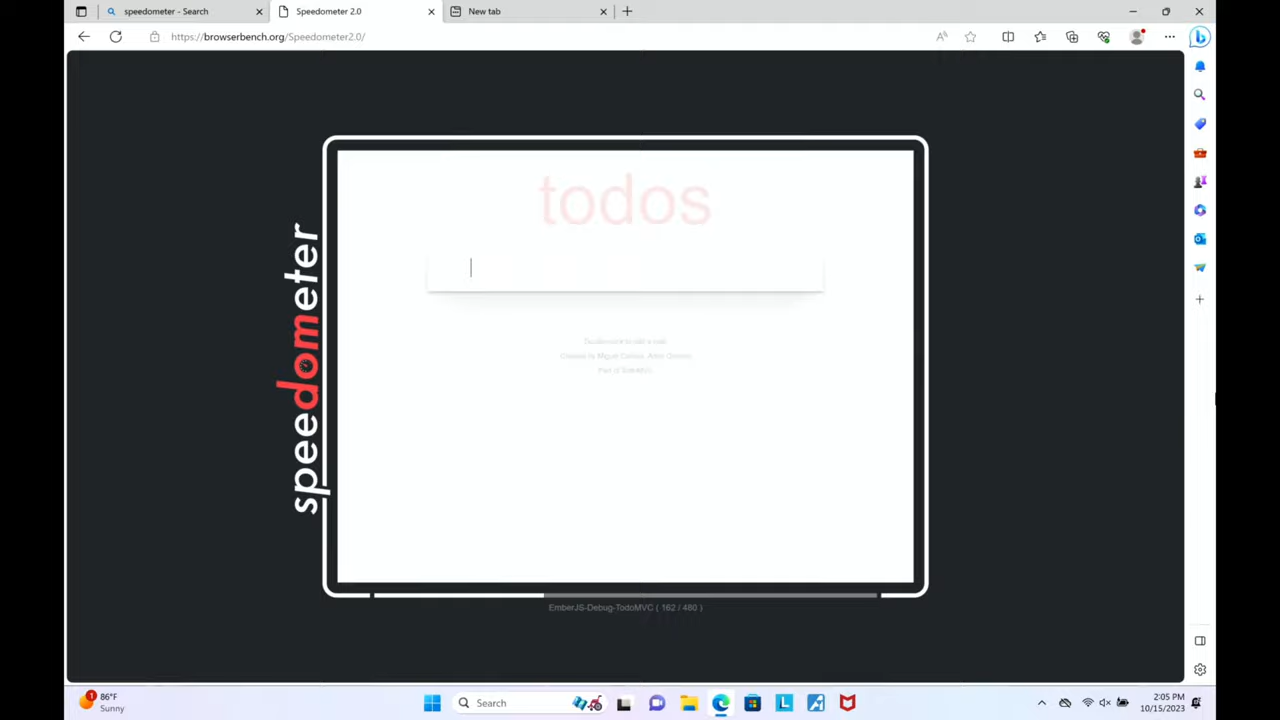 speedometer - Search
Speedometer 2.0
New tab
https://browserbench.org/Speedometer2.0/
todos
speedometer
EmberJS-Debug-TodoMVC ( 162 / 480 )
1
86°F
Sunny
Search
2:05 PM
10/15/2023